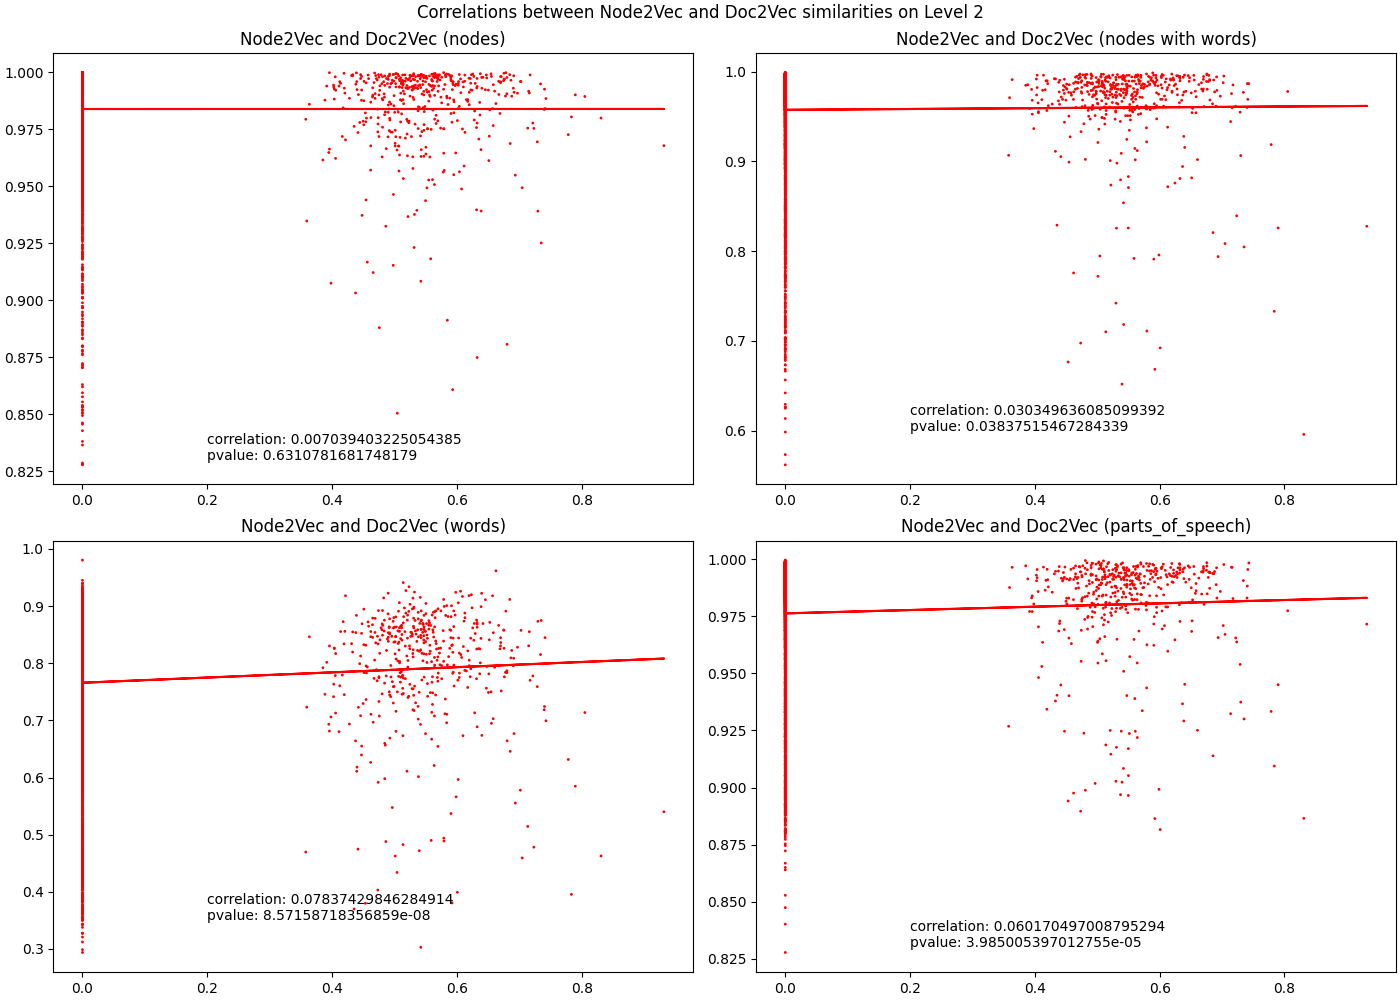 Correlations between Node2Vec and Doc2Vec similarities on Level 2
Node2Vec and Doc2Vec (nodes)
1.000
0.975
0.950
0.925
0.900
0.875
0.850
0.825
correlation: 0.007039403225054385
pvalue: 0.6310781681748179
0.0 0.2 0.4 0.6 0.8
Node2Vec and Doc2Vec (nodes with words)
1.0
0.9
0.8
0.7
0.6
correlation: 0.030349636085099392
pvalue: 0.03837515467284339
0.0 0.2 0.4 0.6 0.8
Node2Vec and Doc2Vec (words)
1.0
0.9
0.8
0.7
0.6
0.5
0.4
0.3
correlation: 0.07837429846284914
pvalue: 8.57158718356859e-08
0.0 0.2 0.4 0.6 0.8
Node2Vec and Doc2Vec (parts_of_speech)
1.000
0.975
0.950
0.925
0.900
0.875
0.850
0.825
correlation: 0.060170497008795294
pvalue: 3.985005397012755e-05
0.0 0.2 0.4 0.6 0.8